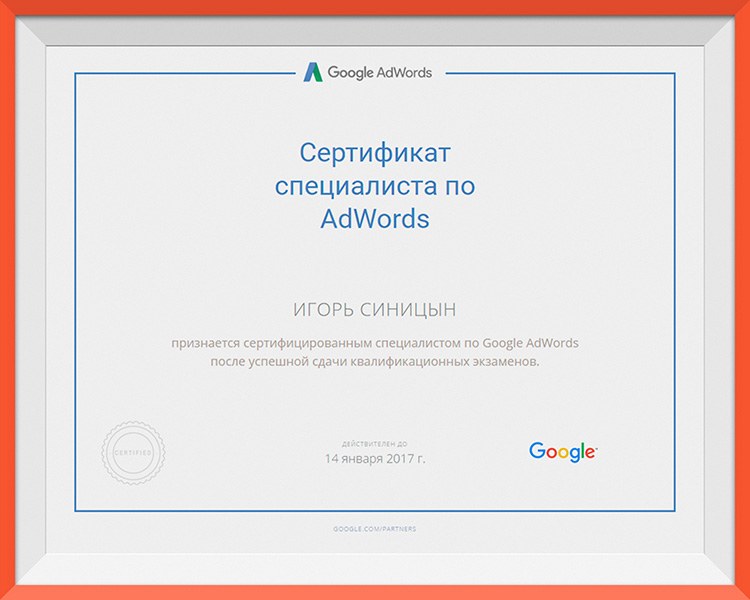 Google AdWords
Сертификат
специалиста по
AdWords
ИГОРЬ СИНИЦЫН
признается сертифицированным специалистом по Google AdWords
после успешной сдачи квалификационных экзаменов.
CERTIFIED
ДЕЙСТВИТЕЛЕН ДО:
14 января 2017 г.
Google
GOOGLE.COM/PARTNERS